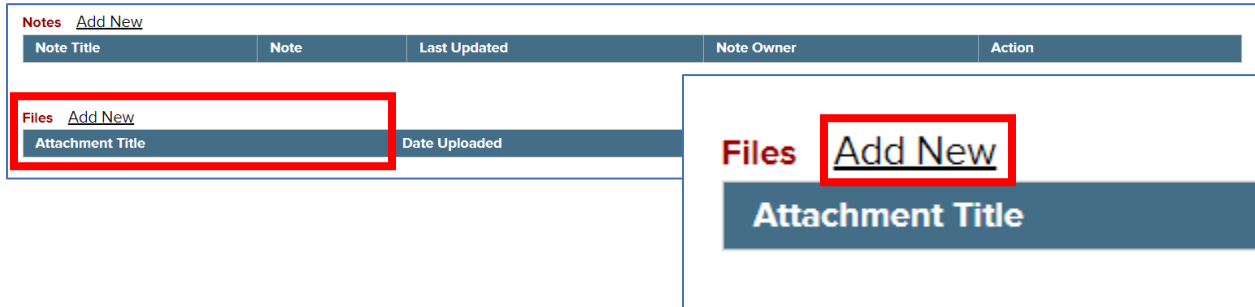 Notes Add New
Note Title Note Last Updated Note Owner Action
Files Add New
Attachment Title Date Uploaded
Files Add New
Attachment Title